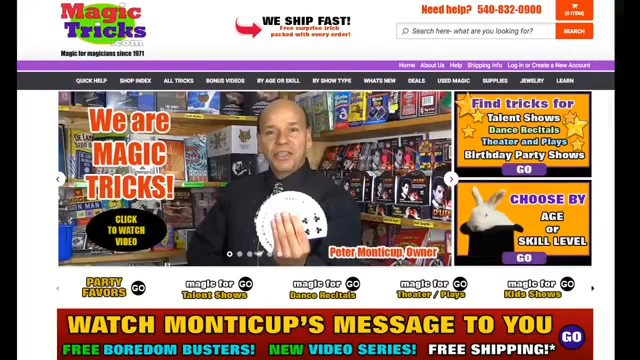 Magic
Tricks
.com
Magic for magicians since 1971
WE SHIP FAST!
Free surprise trick
packed with every order!
Need help? 540-832-0900
(0 ITEM)
Search here- what are you looking for?
SEARCH
Home About Us Help Shipping Info Log in or Create a New Account
QUICK HELP SHOP INDEX ALL TRICKS BONUS VIDEOS BY AGE OR SKILL BY SHOW TYPE WHATS NEW DEALS USED MAGIC SUPPLIES JEWELRY LEARN
We are
MAGIC
TRICKS!
CLICK
TO WATCH
VIDEO
Peter Monticup, Owner
Find tricks for
Talent Shows
Dance Recitals
Theater and Plays
Birthday Party Shows
GO
CHOOSE BY
AGE
or
SKILL LEVEL
GO
PARTY
FAVORS GO
magic for GO
Talent Shows
magic for GO
Dance Recitals
magic for GO
Theater / Plays
magic for GO
Kids Shows
WATCH MONTICUP'S MESSAGE TO YOU GO
FREE BOREDOM BUSTERS! NEW VIDEO SERIES! FREE SHIPPING!*